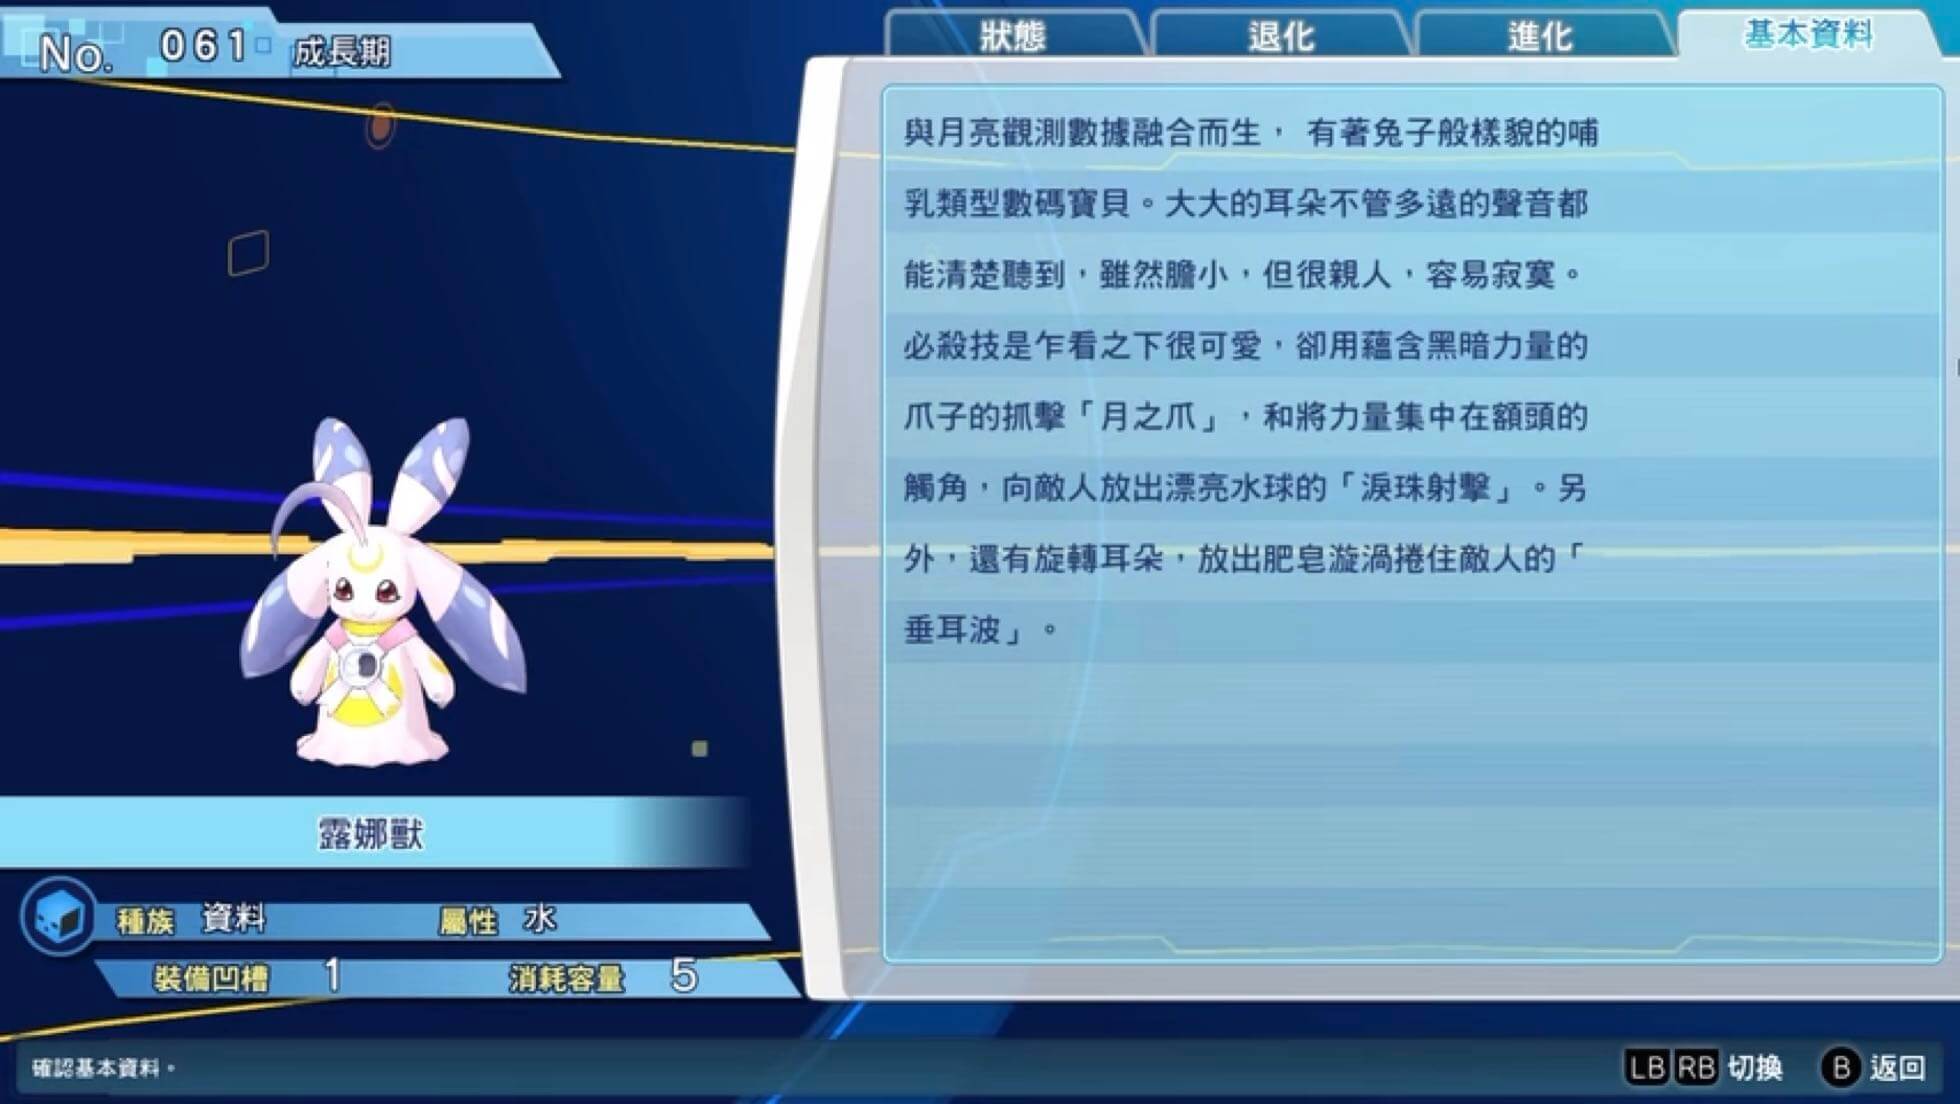 No. 061 成長期
狀態 退化 進化 基本資料
與月亮觀測數據融合而生， 有著兔子般樣貌的哺
乳類型數碼寶貝。大大的耳朵不管多遠的聲音都
能清楚聽到，雖然膽小，但很親人，容易寂寞。
必殺技是乍看之下很可愛，卻用蘊含黑暗力量的
爪子的抓擊「月之爪」，和將力量集中在額頭的
觸角，向敵人放出漂亮水球的「淚珠射擊」。另
外，還有旋轉耳朵，放出肥皂漩渦捲住敵人的「
垂耳波」。
露娜獸
種族 資料 屬性 水
裝備凹槽 1 消耗容量 5
確認基本資料。
LB RB 切換 B 返回